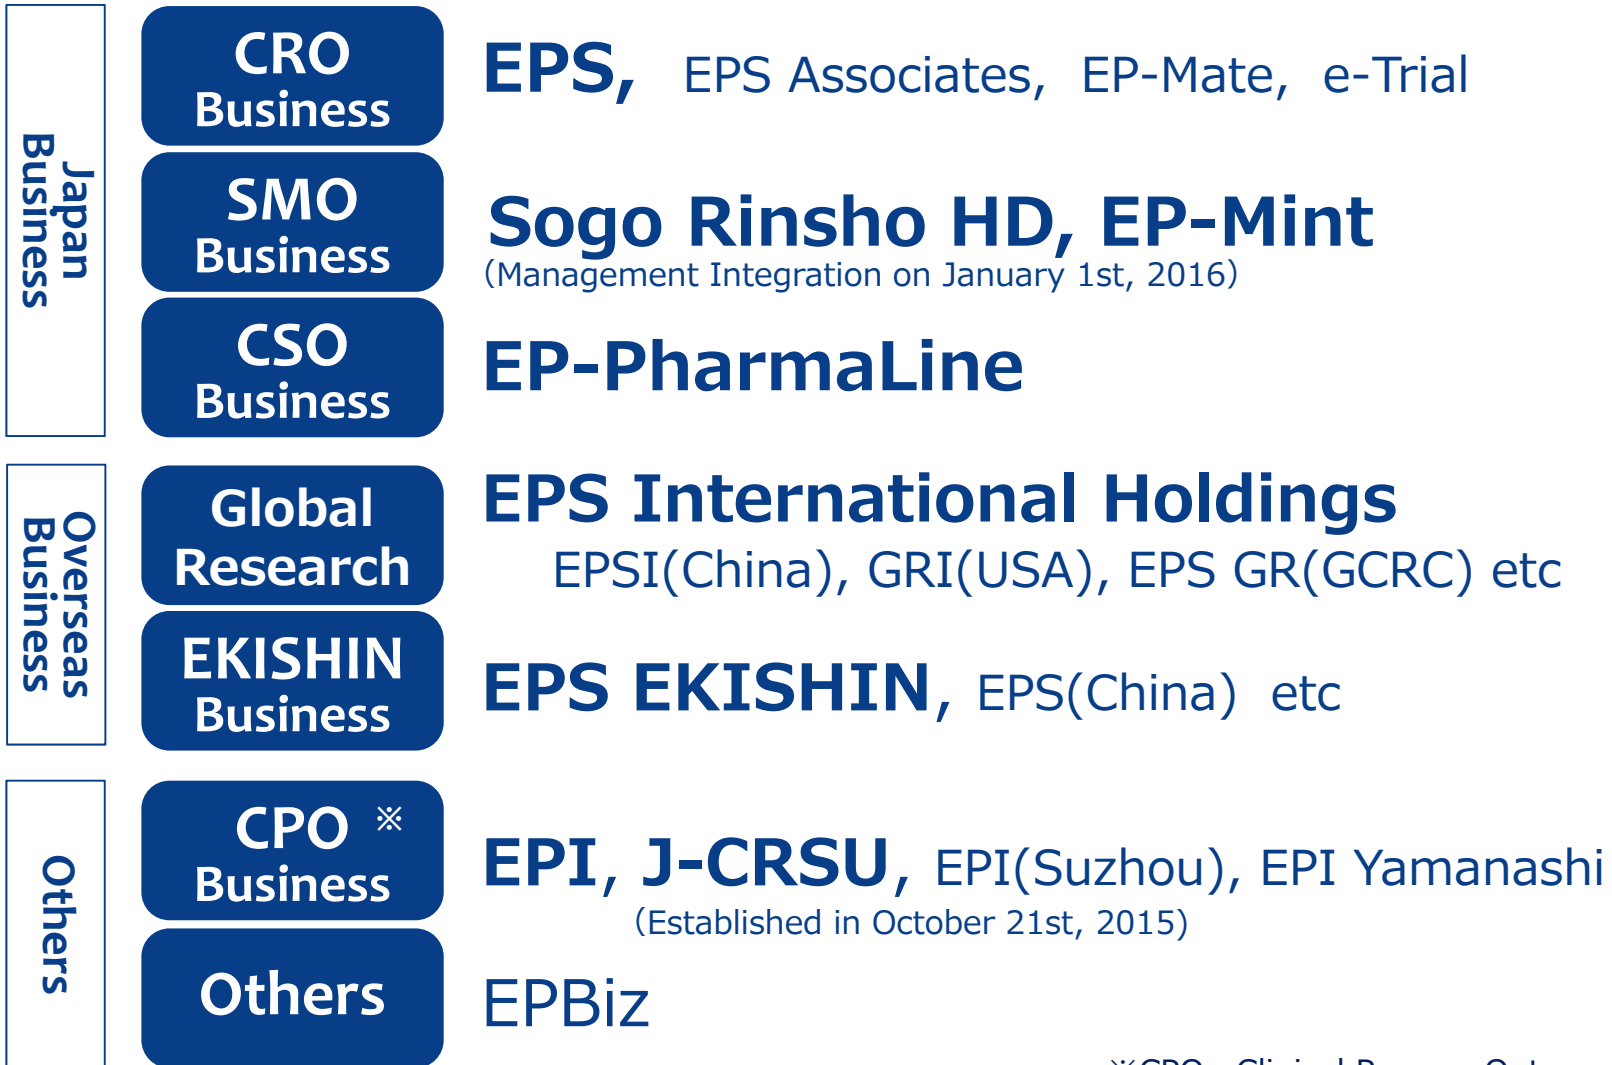 Japan
Business
CRO
Business
EPS, EPS Associates, EP-Mate, e-Trial
SMO
Business
Sogo Rinsho HD, EP-Mint
（Management Integration on January 1st, 2016）
CSO
Business
EP-PharmaLine
Overseas
Business
Global
Research
EPS International Holdings
EPSI(China), GRI(USA), EPS GR(GCRC) etc
EKISHIN
Business
EPS EKISHIN, EPS(China) etc
Others
CPO ※
Business
EPI, J-CRSU, EPI(Suzhou), EPI Yamanashi
（Established in October 21st, 2015)
Others
EPBiz